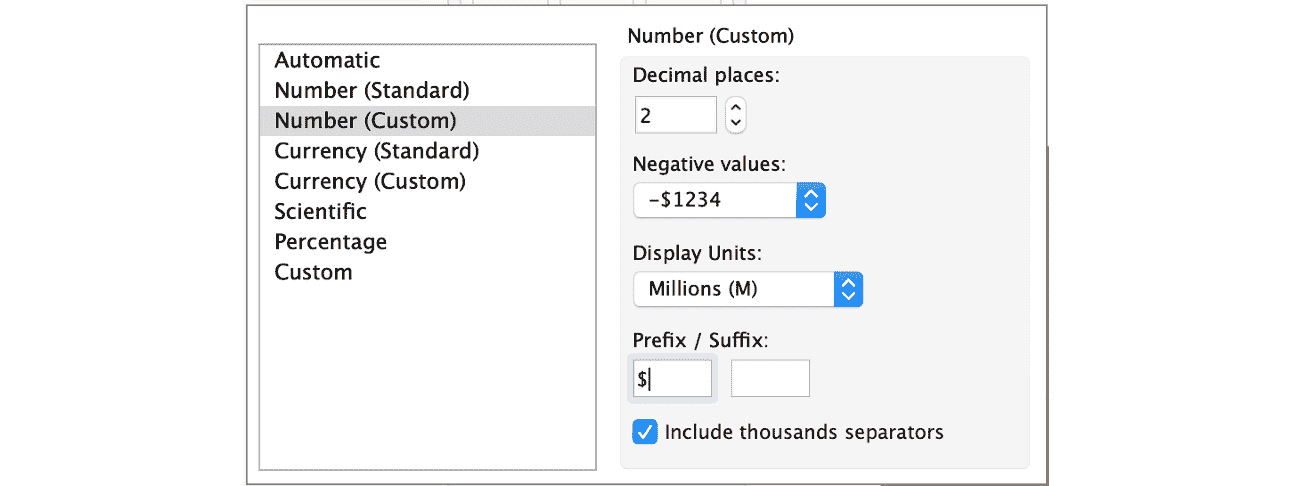 Automatic
Number (Standard)
Number (Custom)
Currency (Standard)
Currency (Custom)
Scientific
Percentage
Custom
Number (Custom)
Decimal places:
2
Negative values:
-$1234
Display Units:
Millions (M)
Prefix / Suffix:
$
Include thousands separators